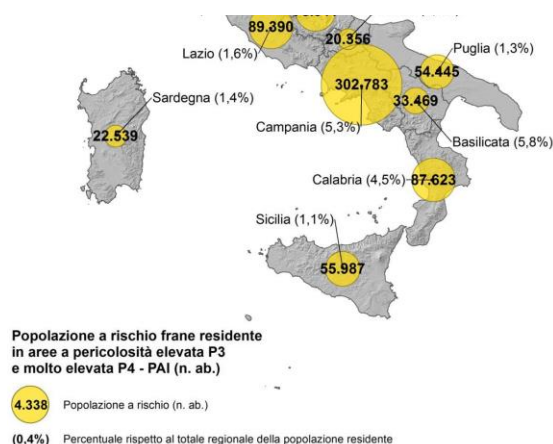 89.390
20.356
Lazio (1,6%)
Puglia (1,3%)
54.445
302.783
33.469
Sardegna (1,4%)
22.539
Campania (5,3%)
Basilicata (5,8%)
Calabria (4,5%)
87.623
Sicilia (1,1%)
55.987
Popolazione a rischio frane residente
in aree a pericolosità elevata P3
e molto elevata P4 - PAI (n. ab.)
4.338
Popolazione a rischio (n. ab.)
(0,4%) Percentuale rispetto al totale regionale della popolazione residente